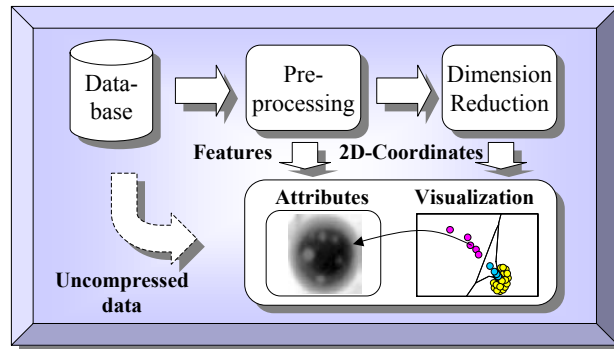 Data-
base
Pre-
processing
Dimension
Reduction
Features
2D-Coordinates
Attributes
Visualization
Uncompressed
data